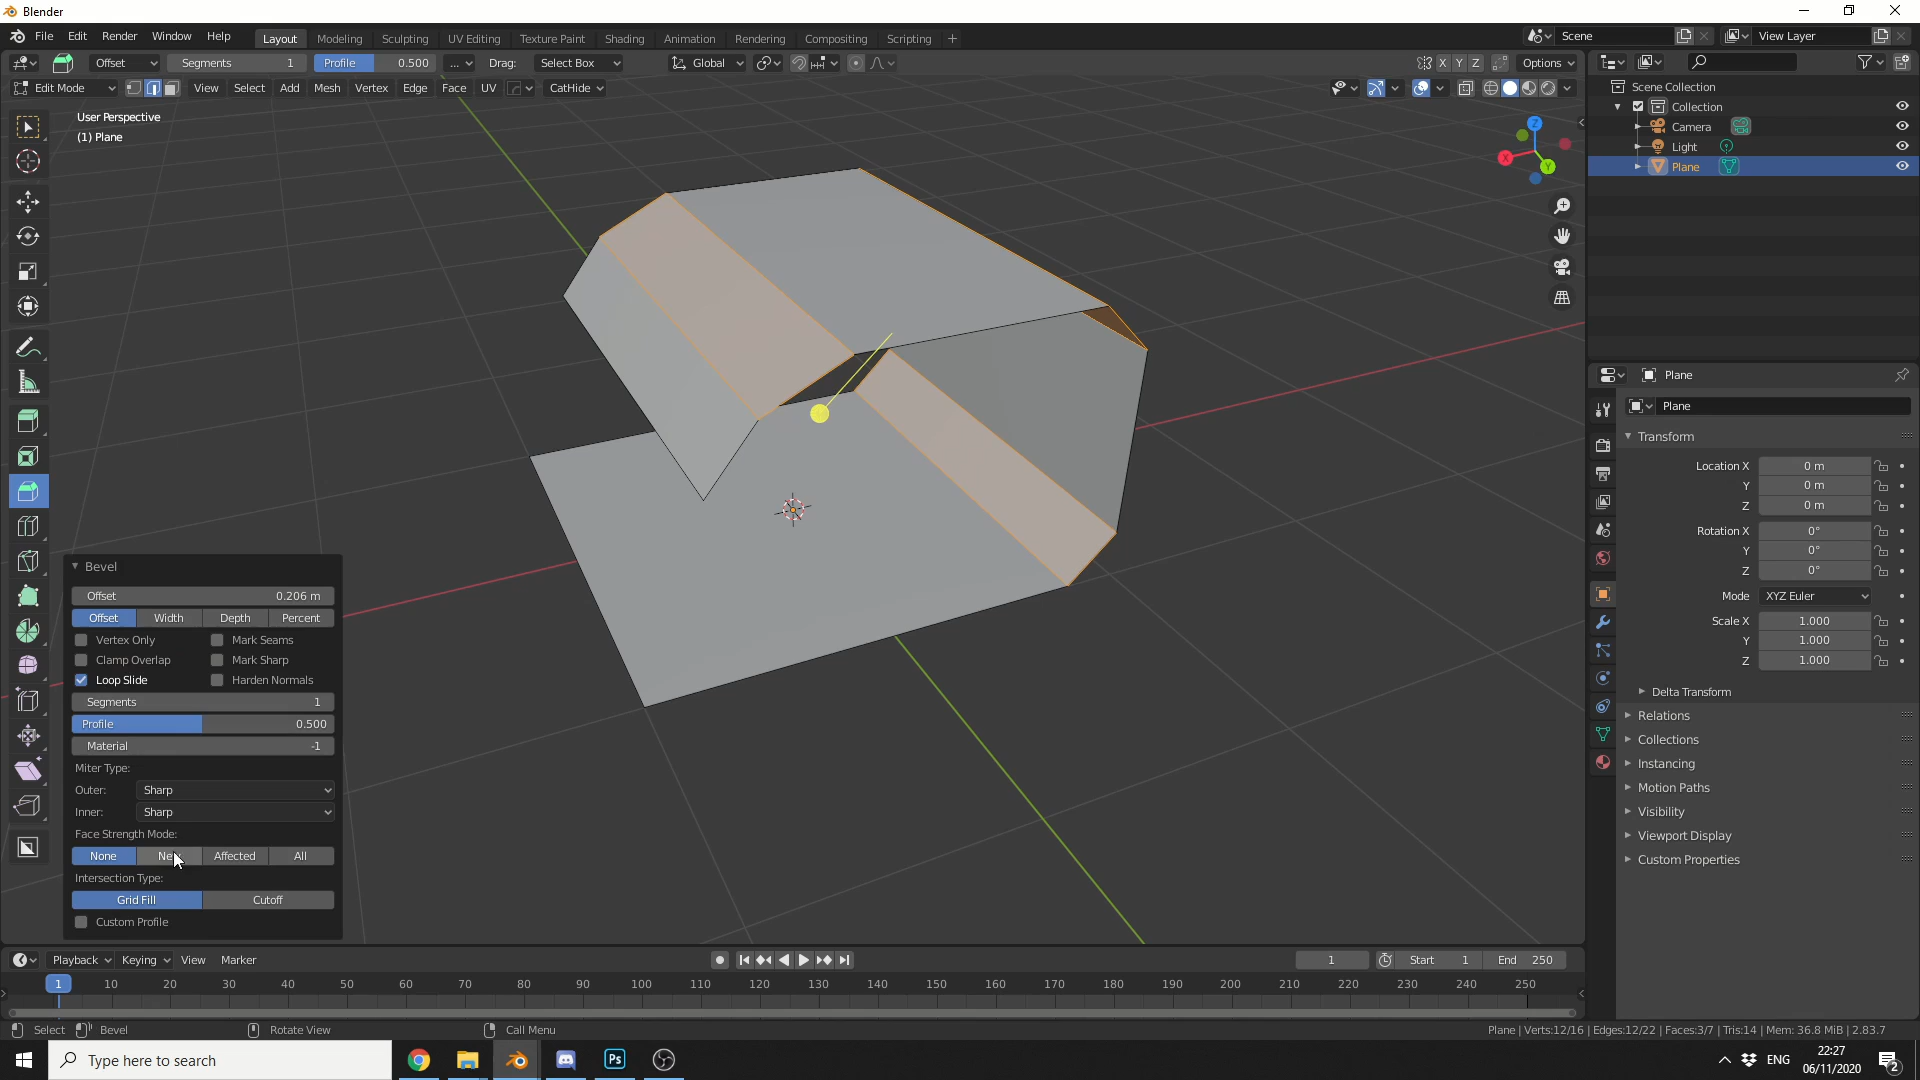 Blender
File Edit Render Window Help Layout Modeling Sculpting UV Editing Texture Paint Shading Animation Rendering Compositing Scripting + Scene View Layer
Offset Segments 1 Profile 0.500 ... Drag: Select Box Global X Y Z Options
Edit Mode View Select Add Mesh Vertex Edge Face UV CatHide
User Perspective
(1) Plane
Z
X
Y
Scene Collection
Collection
Camera
Light
Plane
Plane
Plane
Transform
Location X 0 m
Y 0 m
Z 0 m
Rotation X 0°
Y 0°
Z 0°
Mode XYZ Euler
Scale X 1.000
Y 1.000
Z 1.000
Delta Transform
Relations
Collections
Instancing
Motion Paths
Visibility
Viewport Display
Custom Properties
Bevel
Offset 0.206 m
Offset Width Depth Percent
Vertex Only Mark Seams
Clamp Overlap Mark Sharp
Loop Slide Harden Normals
Segments 1
Profile 0.500
Material -1
Miter Type:
Outer: Sharp
Inner: Sharp
Face Strength Mode:
None Affected All
Intersection Type:
Grid Fill Cutoff
Custom Profile
Playback Keying View Marker 1 Start 1 End 250
1 10 20 30 40 50 60 70 80 90 100 110 120 130 140 150 160 170 180 190 200 210 220 230 240 250
Select Bevel Rotate View Call Menu Plane | Verts:12/16 | Edges:12/22 | Faces:3/7 | Tris:14 | Mem: 36.8 MiB | 2.83.7
Type here to search Ps ENG 22:27
06/11/2020 2